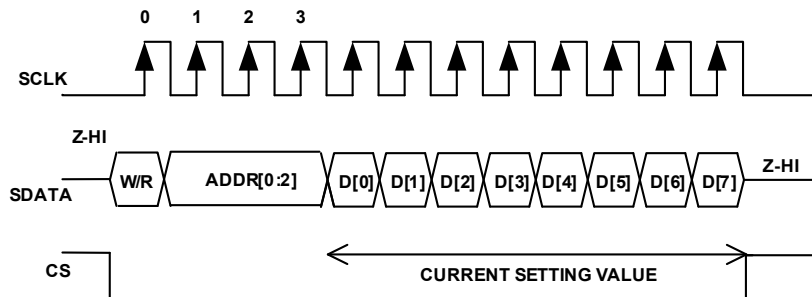 0 1 2 3
SCLK
Z-HI
W/R ADDR[0:2] D[0] D[1] D[2] D[3] D[4] D[5] D[6] D[7] Z-HI
SDATA
CS
CURRENT SETTING VALUE